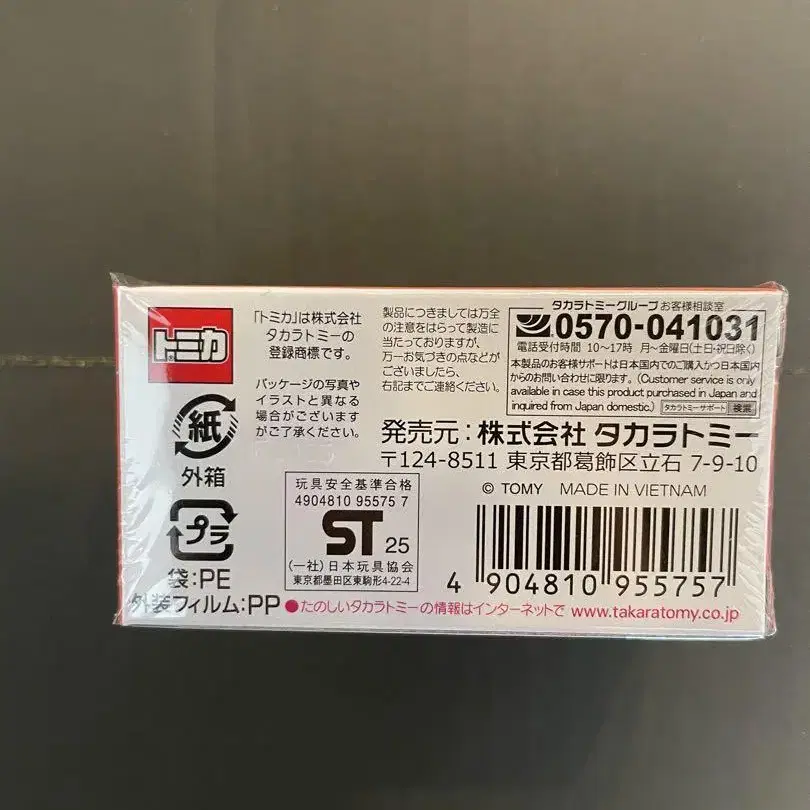 トミカ
「トミカ」は株式会社
タカラトミーの
登録商標です。
パッケージの写真や
イラストと異なる
場合がございます
がご了承ください。
製品につきましては万全
の注意をはらって製造に
当たっておりますが、
万一お気づきの点などが
ございましたら、
右記までご連絡ください。
タカラトミーグループ お客様相談室
0570-041031
電話受付時間 10〜17時 月〜金曜日(土・日・祝日除く)
本製品のお客様サポートは日本国内でのご購入かつ日本国内
からのお問い合わせに限ります。(Customer service is only
available in case this product purchased in Japan and
inquired from Japan domestic.) タカラトミーサポート 検索
発売元:株式会社 タカラトミー
〒124-8511 東京都葛飾区立石 7-9-10
© TOMY MADE IN VIETNAM
紙
外箱
プラ
袋:PE
外装フィルム:PP
玩具安全基準合格
4904810 95575 7
ST 25
(一社)日本玩具協会
東京都墨田区東駒形4-22-4
4 904810 955757
●たのしいタカラトミーの情報はインターネットで www.takaratomy.co.jp